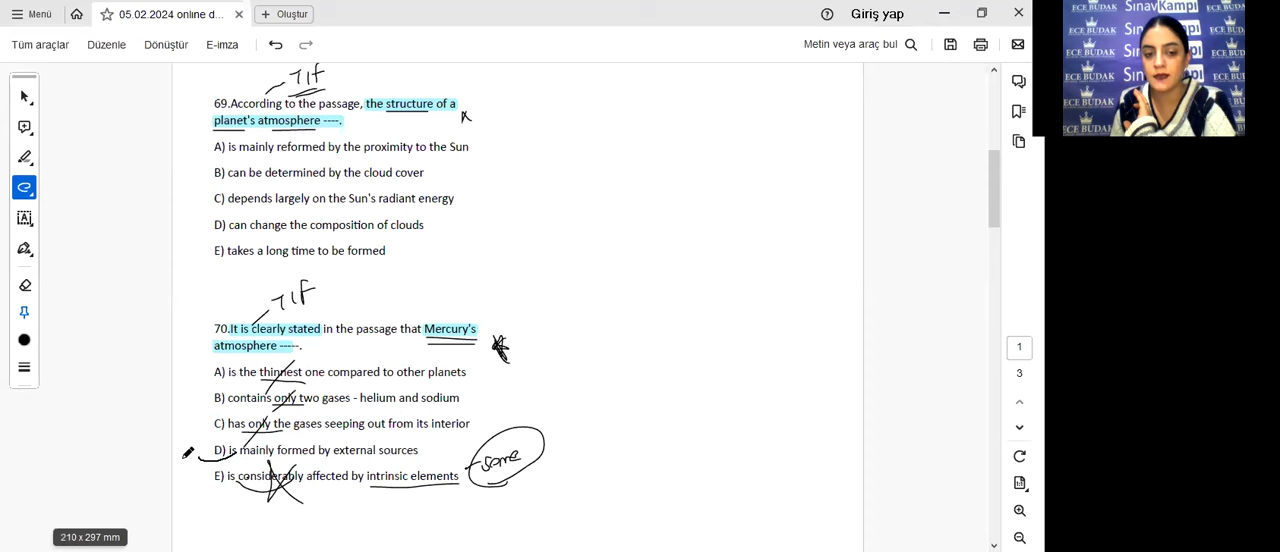 Menü
05.02.2024 online d
Oluştur
Giriş yap
Tüm araçlar
Düzenle
Dönüştür
E-imza
Metin veya araç bul
SınavKampı
ECE BUDAK
TIF
69.According to the passage, the structure of a
planet's atmosphere ----.
A) is mainly reformed by the proximity to the Sun
B) can be determined by the cloud cover
C) depends largely on the Sun's radiant energy
D) can change the composition of clouds
E) takes a long time to be formed
TIF
70.It is clearly stated in the passage that Mercury's
atmosphere -----.
A) is the thinnest one compared to other planets
B) contains only two gases - helium and sodium
C) has only the gases seeping out from its interior
D) is mainly formed by external sources
E) is considerably affected by intrinsic elements
some
1
3
210 x 297 mm